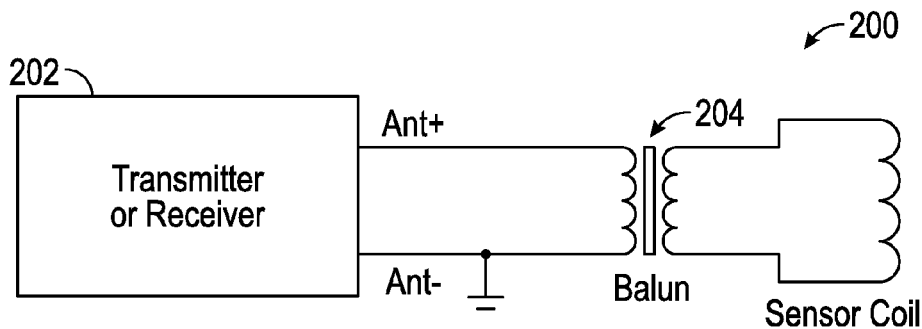 200
202
204
Ant+
Transmitter
or Receiver
Ant-
Balun
Sensor Coil